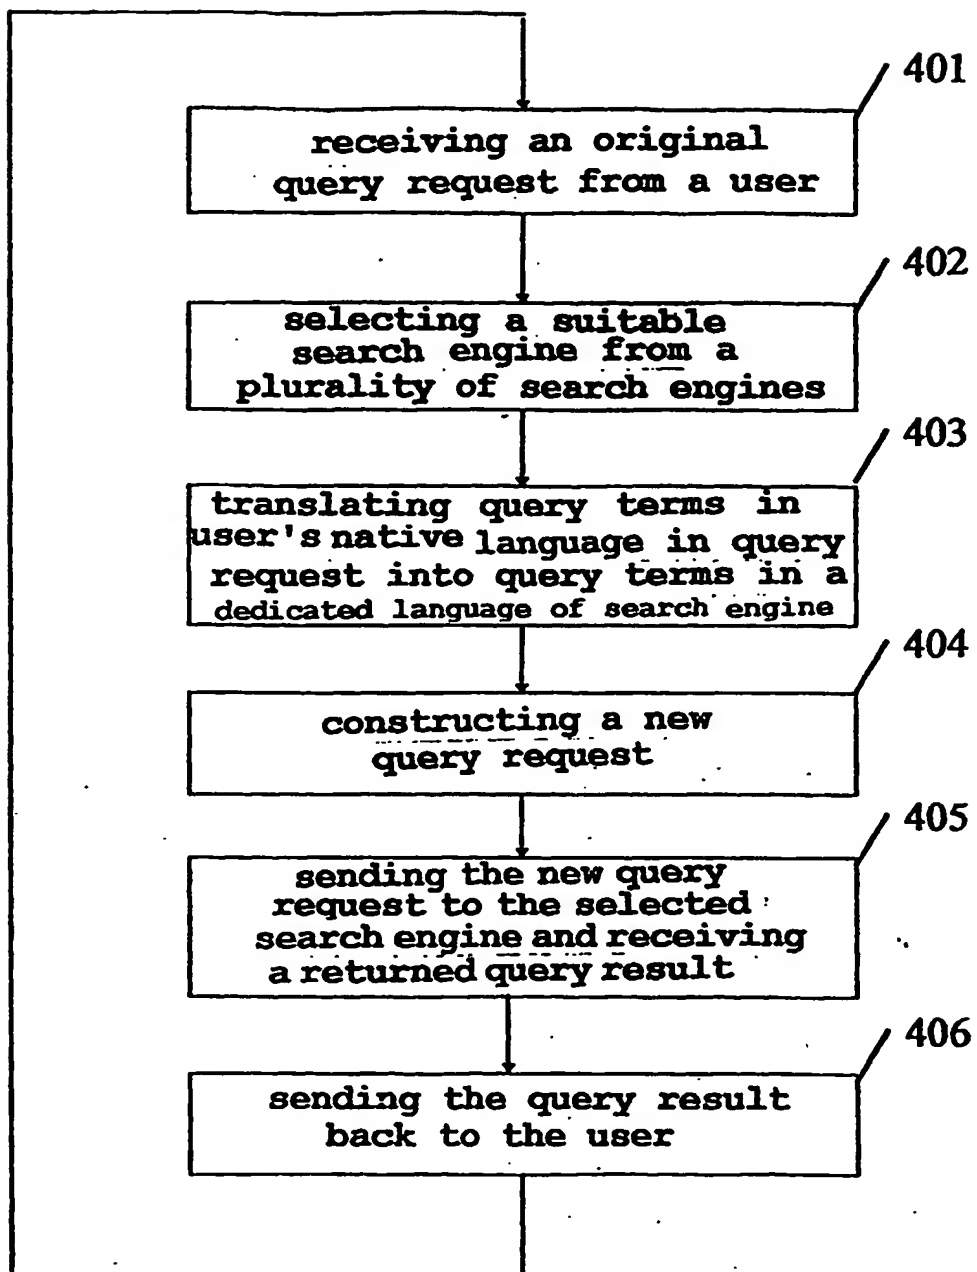 401
receiving an original
query request from a user
402
selecting a suitable
search engine from a
plurality of search engines
403
translating query terms in
user's native language in query
request into query terms in a
dedicated language of search engine
404
constructing a new
query request
405
sending the new query
request to the selected
search engine and receiving
a returned query result
406
sending the query result
back to the user